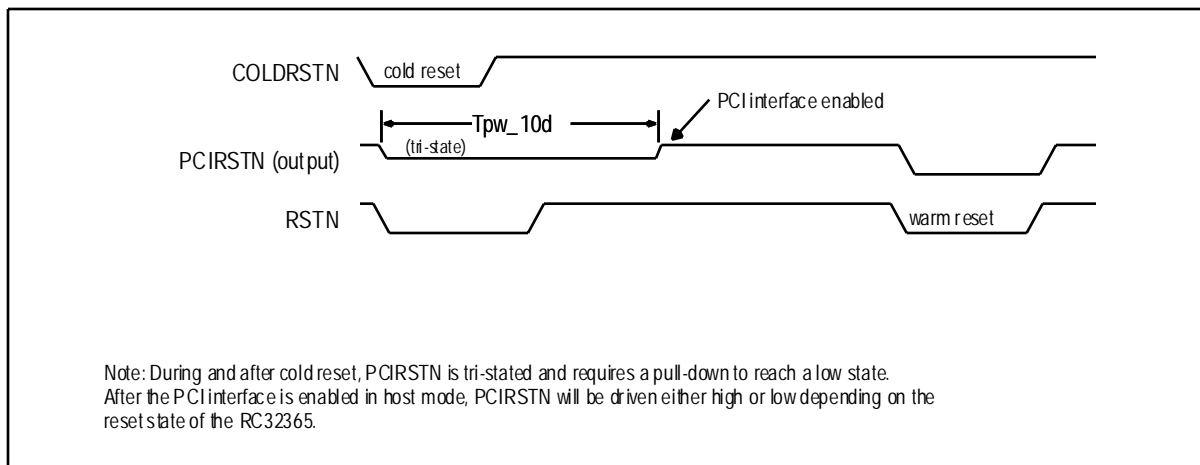 COLDRSTN
cold reset
PCI interface enabled
Tpw_10d
(tri-state)
PCIRSTN (output)
RSTN
warm reset
Note: During and after cold reset, PCIRSTN is tri-stated and requires a pull-down to reach a low state.
After the PCI interface is enabled in host mode, PCIRSTN will be driven either high or low depending on the
reset state of the RC32365.